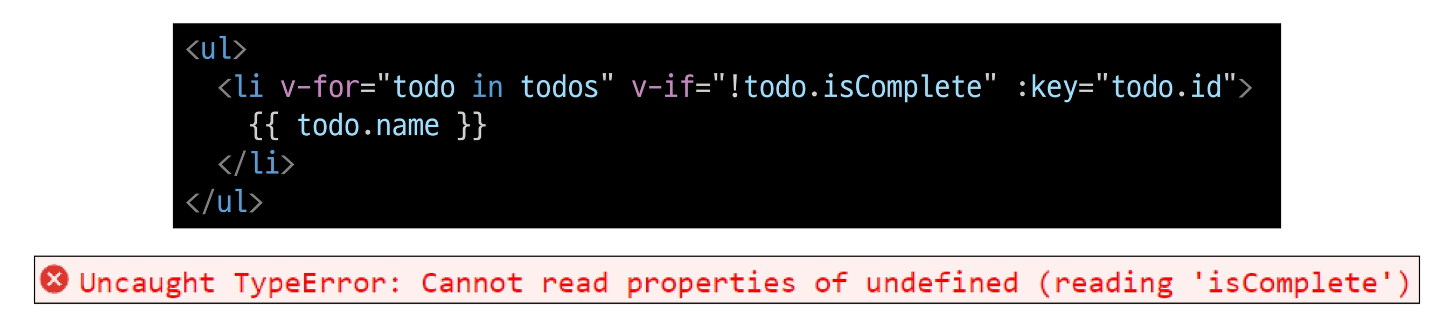 <ul>
  <li v-for="todo in todos" v-if="!todo.isComplete" :key="todo.id">
    {{ todo.name }}
  </li>
</ul>
Uncaught TypeError: Cannot read properties of undefined (reading 'isComplete')